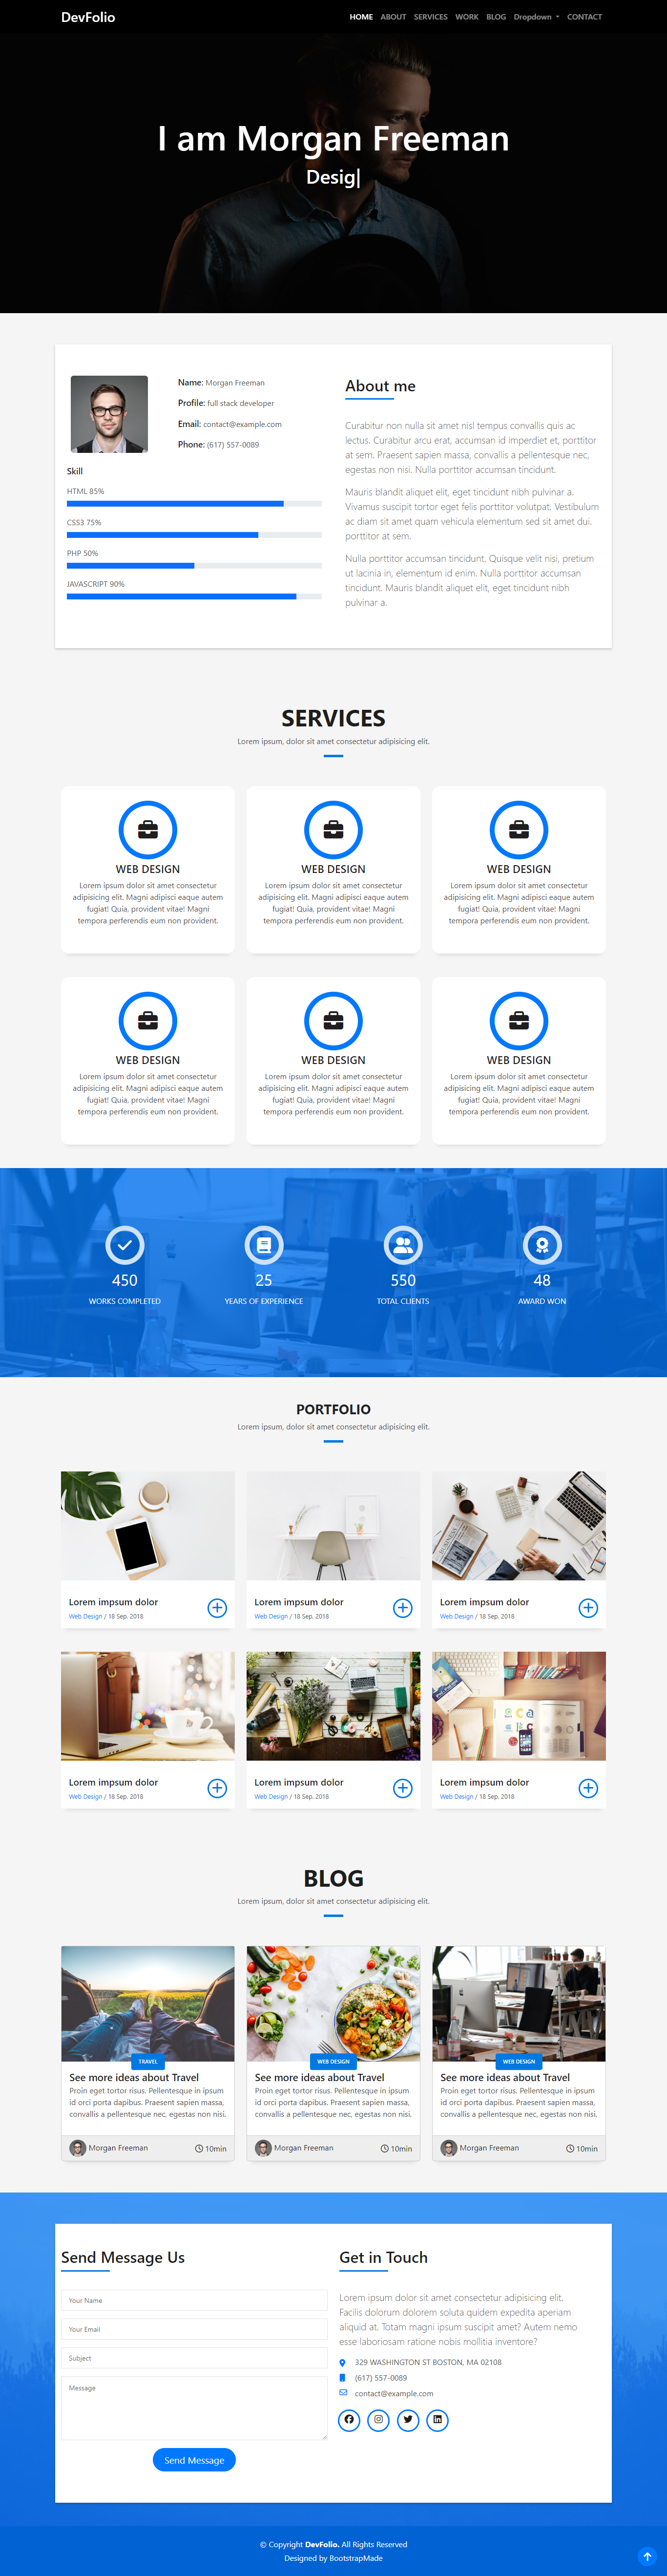 DevFolio
HOME ABOUT SERVICES WORK BLOG Dropdown CONTACT
I am Morgan Freeman
Desig|
Name: Morgan Freeman
Profile: full stack developer
Email: contact@example.com
Phone: (617) 557-0089
Skill
HTML 85%
CSS3 75%
PHP 50%
JAVASCRIPT 90%
About me
Curabitur non nulla sit amet nisl tempus convallis quis ac
lectus. Curabitur arcu erat, accumsan id imperdiet et, porttitor
at sem. Praesent sapien massa, convallis a pellentesque nec,
egestas non nisi. Nulla porttitor accumsan tincidunt.
Mauris blandit aliquet elit, eget tincidunt nibh pulvinar a.
Vivamus suscipit tortor eget felis porttitor volutpat. Vestibulum
ac diam sit amet quam vehicula elementum sed sit amet dui.
porttitor at sem.
Nulla porttitor accumsan tincidunt. Quisque velit nisi, pretium
ut lacinia in, elementum id enim. Nulla porttitor accumsan
tincidunt. Mauris blandit aliquet elit, eget tincidunt nibh
pulvinar a.
SERVICES
Lorem ipsum, dolor sit amet consectetur adipisicing elit.
WEB DESIGN
Lorem ipsum dolor sit amet consectetur
adipisicing elit. Magni adipisci eaque autem
fugiat! Quia, provident vitae! Magni
tempora perferendis eum non provident.
WEB DESIGN
Lorem ipsum dolor sit amet consectetur
adipisicing elit. Magni adipisci eaque autem
fugiat! Quia, provident vitae! Magni
tempora perferendis eum non provident.
WEB DESIGN
Lorem ipsum dolor sit amet consectetur
adipisicing elit. Magni adipisci eaque autem
fugiat! Quia, provident vitae! Magni
tempora perferendis eum non provident.
WEB DESIGN
Lorem ipsum dolor sit amet consectetur
adipisicing elit. Magni adipisci eaque autem
fugiat! Quia, provident vitae! Magni
tempora perferendis eum non provident.
WEB DESIGN
Lorem ipsum dolor sit amet consectetur
adipisicing elit. Magni adipisci eaque autem
fugiat! Quia, provident vitae! Magni
tempora perferendis eum non provident.
WEB DESIGN
Lorem ipsum dolor sit amet consectetur
adipisicing elit. Magni adipisci eaque autem
fugiat! Quia, provident vitae! Magni
tempora perferendis eum non provident.
450
WORKS COMPLETED
25
YEARS OF EXPERIENCE
550
TOTAL CLIENTS
48
AWARD WON
PORTFOLIO
Lorem ipsum, dolor sit amet consectetur adipisicing elit.
Lorem impsum dolor
Web Design / 18 Sep. 2018
Lorem impsum dolor
Web Design / 18 Sep. 2018
BUSINESS
Lorem impsum dolor
Web Design / 18 Sep. 2018
Lorem impsum dolor
Web Design / 18 Sep. 2018
Lorem impsum dolor
Web Design / 18 Sep. 2018
Lorem impsum dolor
Web Design / 18 Sep. 2018
BLOG
Lorem ipsum, dolor sit amet consectetur adipisicing elit.
TRAVEL
See more ideas about Travel
Proin eget tortor risus. Pellentesque in ipsum
id orci porta dapibus. Praesent sapien massa,
convallis a pellentesque nec, egestas non nisi.
Morgan Freeman 10min
WEB DESIGN
See more ideas about Travel
Proin eget tortor risus. Pellentesque in ipsum
id orci porta dapibus. Praesent sapien massa,
convallis a pellentesque nec, egestas non nisi.
Morgan Freeman 10min
WEB DESIGN
See more ideas about Travel
Proin eget tortor risus. Pellentesque in ipsum
id orci porta dapibus. Praesent sapien massa,
convallis a pellentesque nec, egestas non nisi.
Morgan Freeman 10min
Send Message Us
Your Name
Your Email
Subject
Message
Send Message
Get in Touch
Lorem ipsum dolor sit amet consectetur adipisicing elit.
Facilis dolorum dolorem soluta quidem expedita aperiam
aliquid at. Totam magni ipsum suscipit amet? Autem nemo
esse laboriosam ratione nobis mollitia inventore?
329 WASHINGTON ST BOSTON, MA 02108
(617) 557-0089
contact@example.com
© Copyright DevFolio. All Rights Reserved
Designed by BootstrapMade